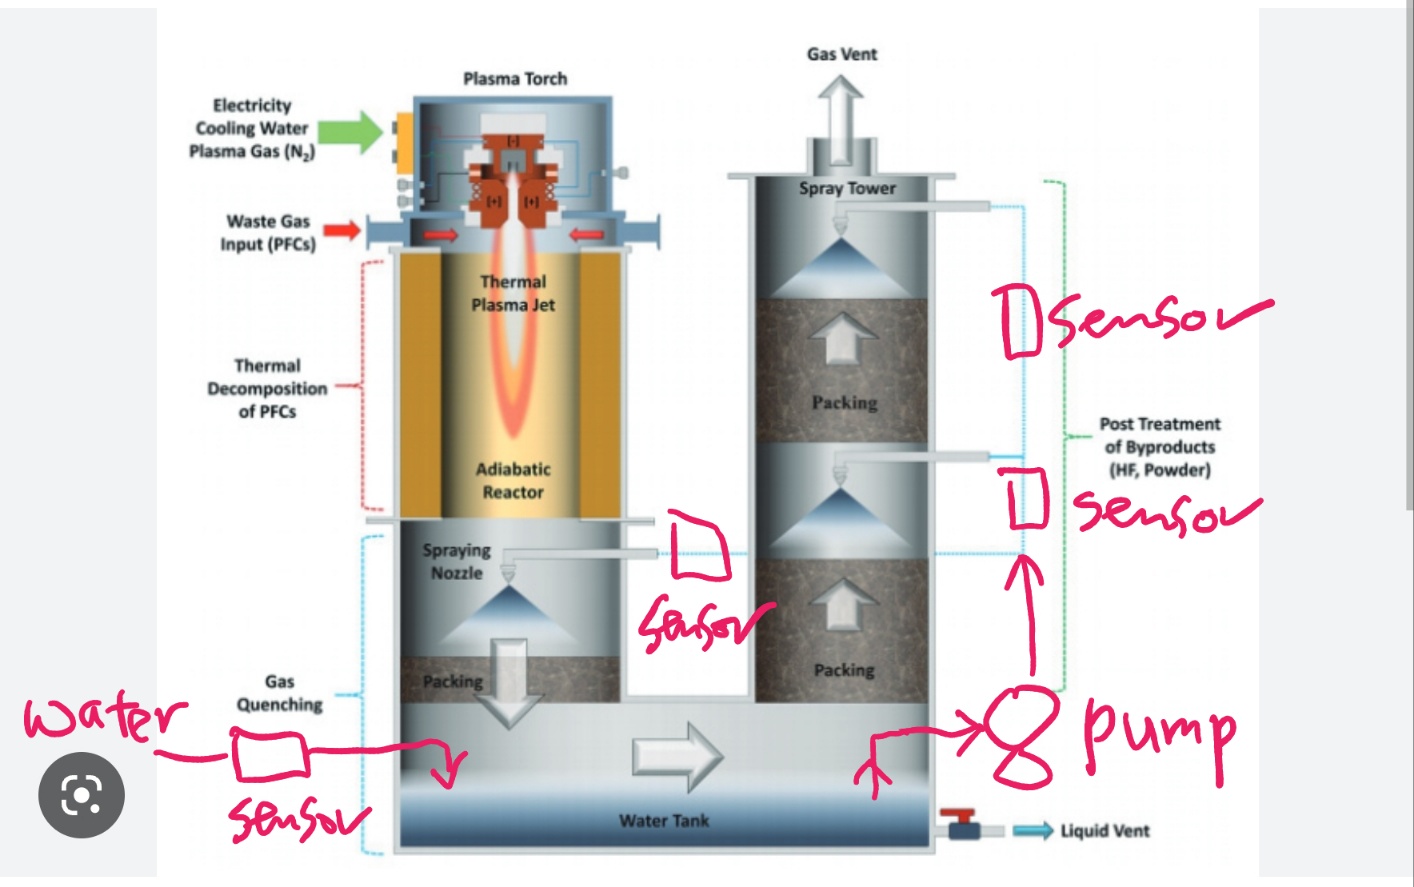 Gas Vent
Plasma Torch
Electricity
Cooling Water
Plasma Gas (N₂)
[-]
[+] [+]
Spray Tower
Waste Gas
Input (PFCs)
Thermal
Plasma Jet
sensor
Thermal
Decomposition
of PFCs
Packing
Post Treatment
of Byproducts
(HF, Powder)
Adiabatic
Reactor
sensor
Spraying
Nozzle
sensor
Packing
Packing
Gas
Quenching
water
pump
sensor
Water Tank
Liquid Vent